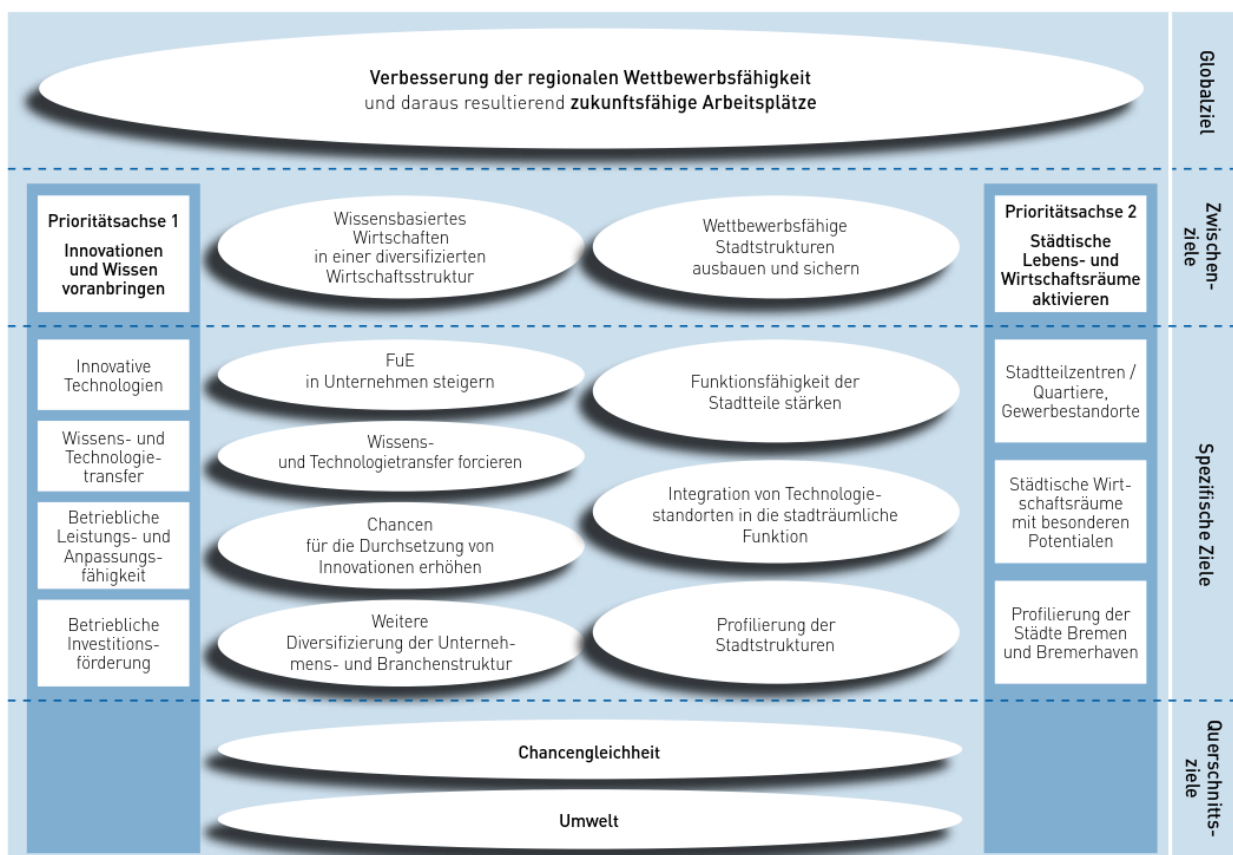 Verbesserung der regionalen Wettbewerbsfähigkeit
und daraus resultierend zukunftsfähige Arbeitsplätze
Globalziel
Prioritätsachse 1
Innovationen
und Wissen
voranbringen
Wissensbasiertes
Wirtschaften
in einer diversifizierten
Wirtschaftsstruktur
Wettbewerbsfähige
Stadtstrukturen
ausbauen und sichern
Prioritätsachse 2
Städtische
Lebens- und
Wirtschaftsräume
aktivieren
Zwischen-
ziele
Innovative
Technologien
Wissens- und
Technologie-
transfer
Betriebliche
Leistungs- und
Anpassungs-
fähigkeit
Betriebliche
Investitions-
förderung
FuE
in Unternehmen steigern
Wissens-
und Technologietransfer forcieren
Chancen
für die Durchsetzung von
Innovationen erhöhen
Weitere
Diversifizierung der Unterneh-
mens- und Branchenstruktur
Funktionsfähigkeit der
Stadtteile stärken
Integration von Technologie-
standorten in die stadträumliche
Funktion
Profilierung der
Stadtstrukturen
Stadtteilzentren /
Quartiere,
Gewerbestandorte
Städtische Wirt-
schaftsräume
mit besonderen
Potentialen
Profilierung der
Städte Bremen
und Bremerhaven
Spezifische Ziele
Chancengleichheit
Umwelt
Querschnitts-
ziele